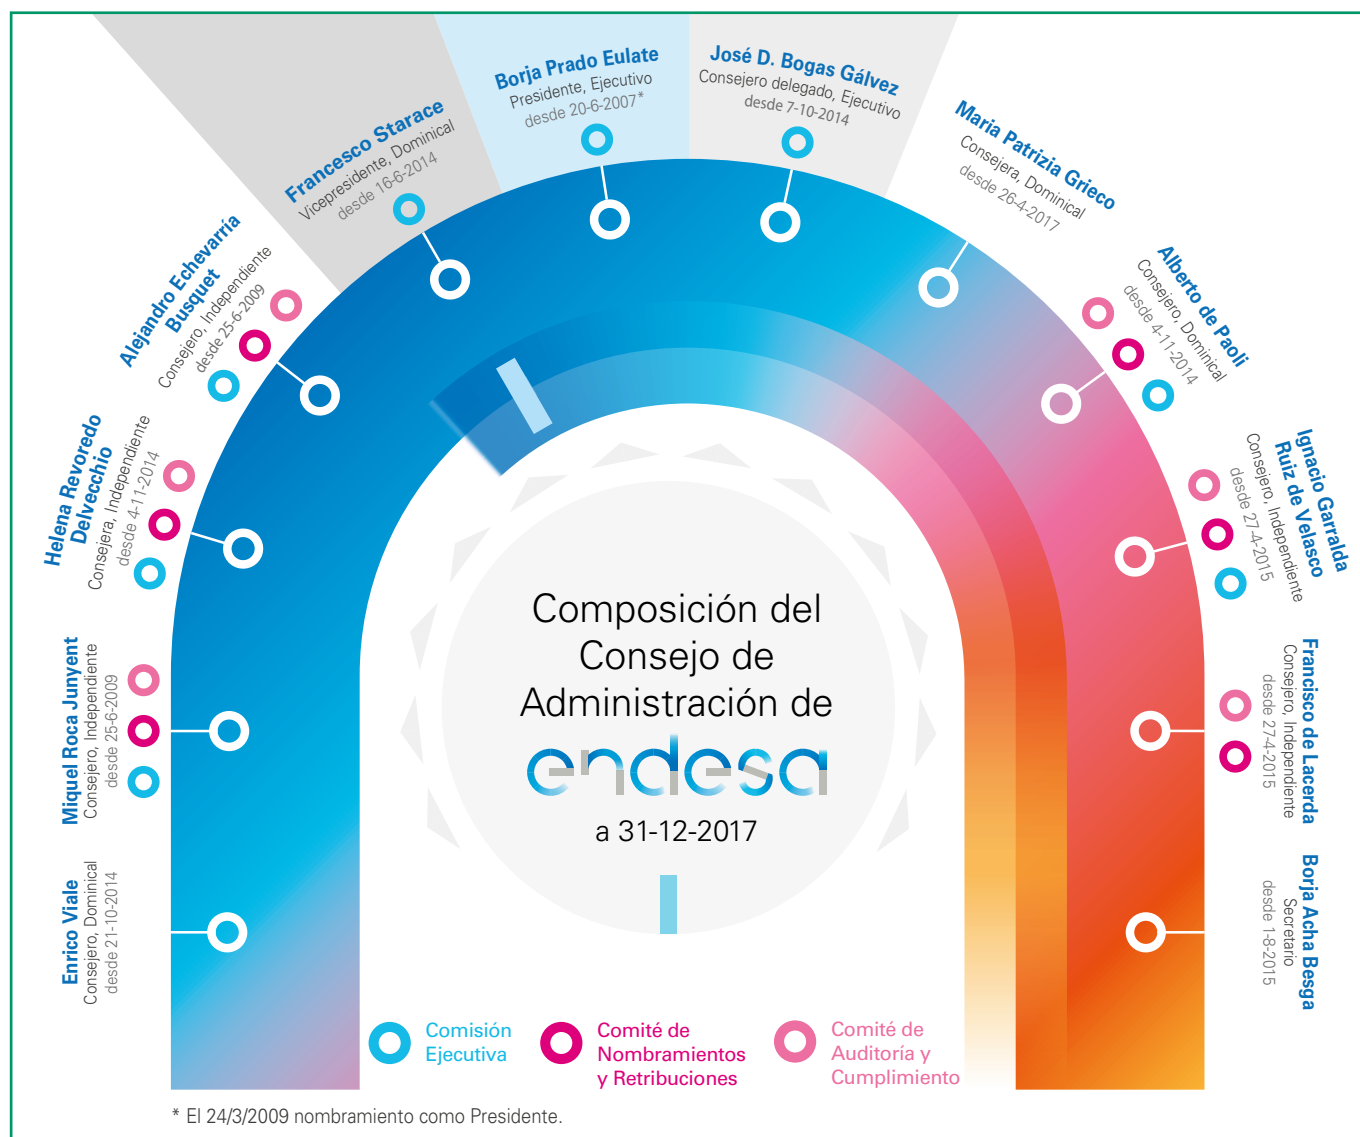 Enrico Viale
Consejero, Dominical
desde 21-10-2014
Miquel Roca Junyent
Consejero, Independiente
desde 25-6-2009
Helena Revoredo
Delvecchio
Consejera, Independiente
desde 4-11-2014
Alejandro Echevarría
Busquet
Consejero, Independiente
desde 25-6-2009
Francesco Starace
Vicepresidente, Dominical
desde 16-6-2014
Borja Prado Eulate
Presidente, Ejecutivo
desde 20-6-2007*
José D. Bogas Gálvez
Consejero delegado, Ejecutivo
desde 7-10-2014
Maria Patrizia Grieco
Consejera, Dominical
desde 26-4-2017
Alberto de Paoli
Consejero, Dominical
desde 4-11-2014
Ignacio Garralda
Ruiz de Velasco
Consejero, Independiente
desde 27-4-2015
Francisco de Lacerda
Consejero, Independiente
desde 27-4-2015
Borja Acha Besga
Secretario
desde 1-8-2015
Composición del
Consejo de
Administración de
endesa
a 31-12-2017
Comisión
Ejecutiva
Comité de
Nombramientos
y Retribuciones
Comité de
Auditoría y
Cumplimiento
* El 24/3/2009 nombramiento como Presidente.